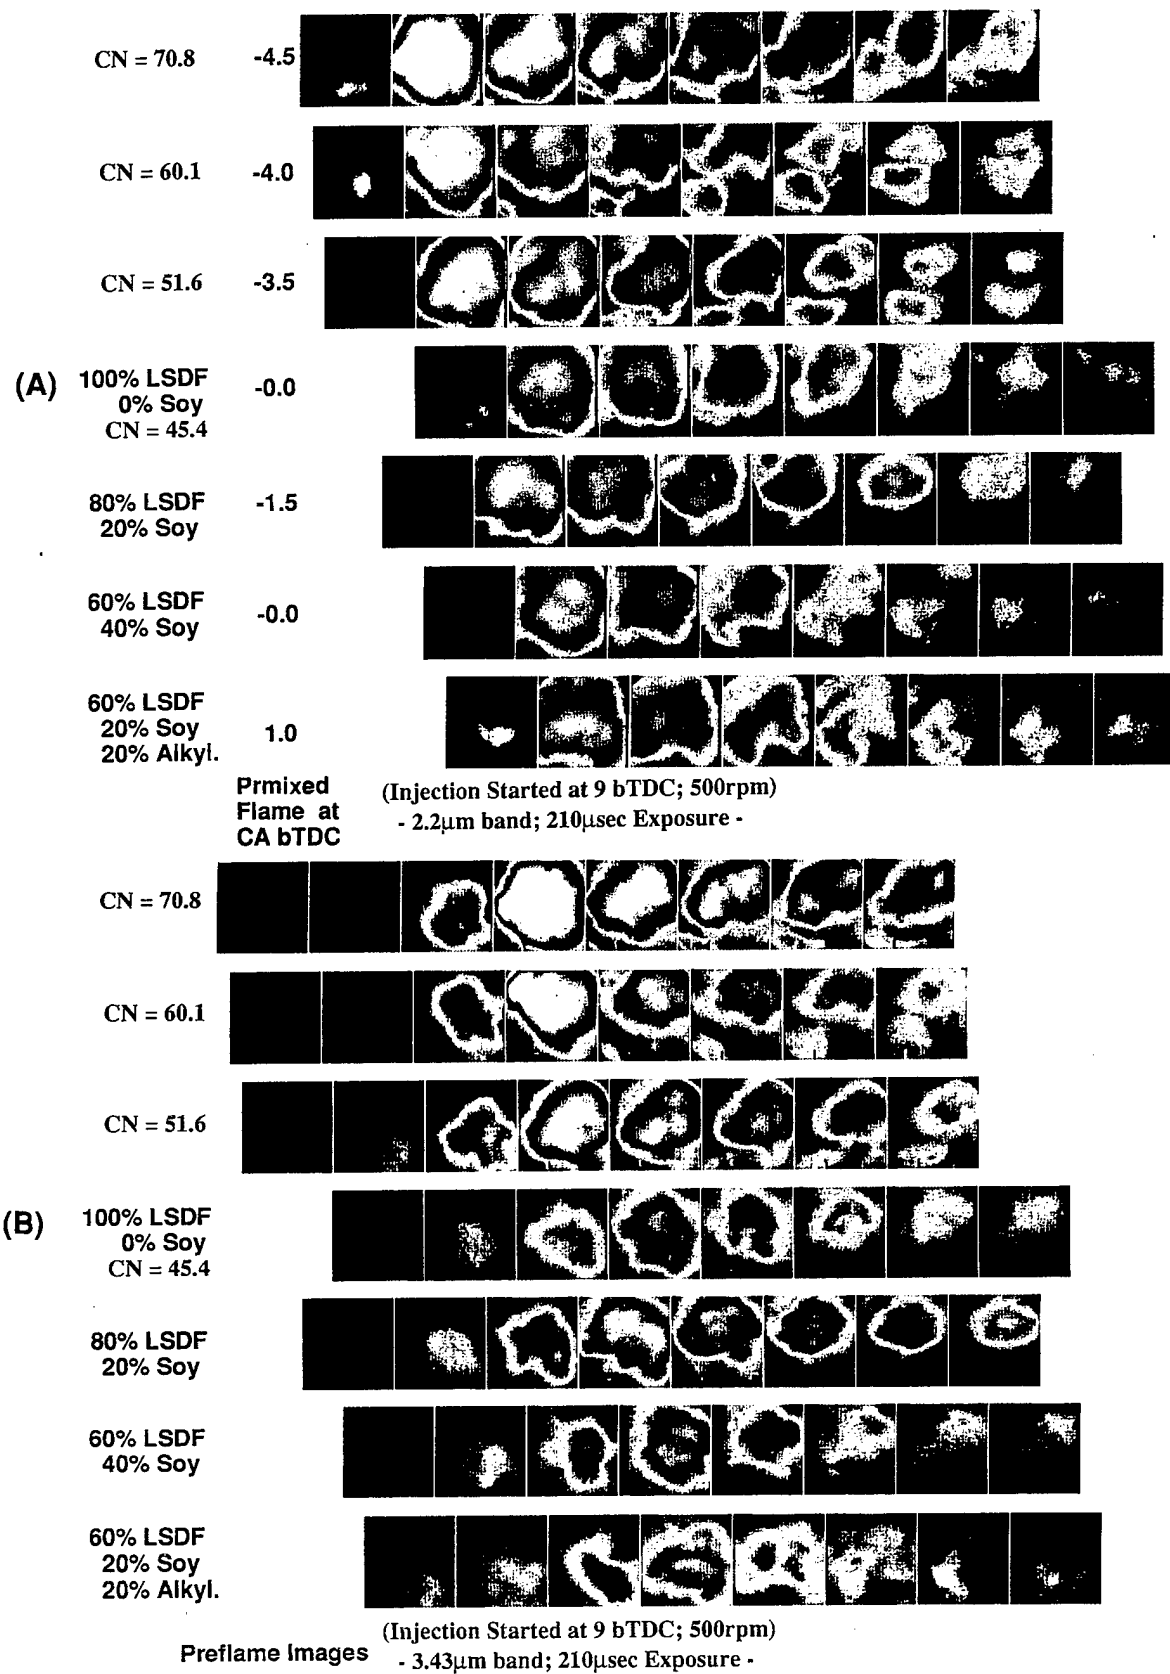 CN = 70.8 -4.5
CN = 60.1 -4.0
CN = 51.6 -3.5
(A) 100% LSDF -0.0
0% Soy
CN = 45.4
80% LSDF -1.5
20% Soy
60% LSDF -0.0
40% Soy
60% LSDF
20% Soy 1.0
20% Alkyl.
Prmixed
Flame at
CA bTDC
(Injection Started at 9 bTDC; 500rpm)
- 2.2µm band; 210µsec Exposure -
CN = 70.8
CN = 60.1
CN = 51.6
(B) 100% LSDF
0% Soy
CN = 45.4
80% LSDF
20% Soy
60% LSDF
40% Soy
60% LSDF
20% Soy
20% Alkyl.
Preflame Images
(Injection Started at 9 bTDC; 500rpm)
- 3.43µm band; 210µsec Exposure -